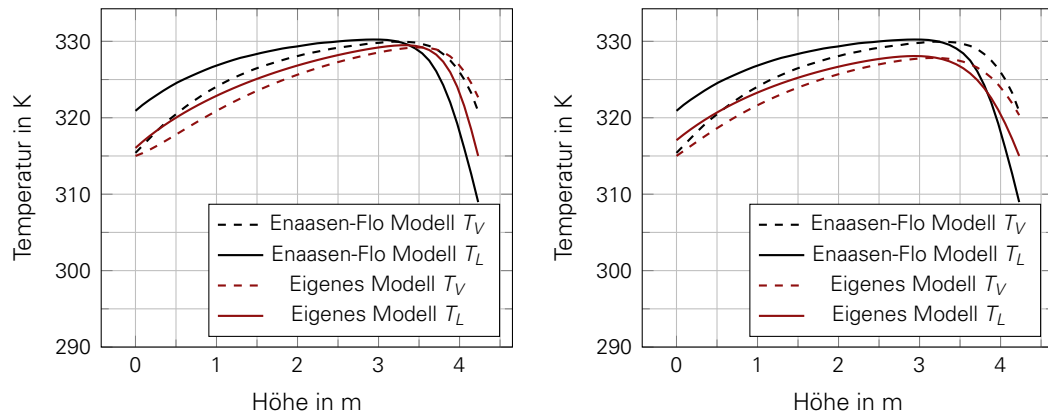 330
320
310
300
290
0
1
2
3
4
Temperatur in K
Höhe in m
Enaasen-Flo Modell T_V
Enaasen-Flo Modell T_L
Eigenes Modell T_V
Eigenes Modell T_L
330
320
310
300
290
0
1
2
3
4
Temperatur in K
Höhe in m
Enaasen-Flo Modell T_V
Enaasen-Flo Modell T_L
Eigenes Modell T_V
Eigenes Modell T_L